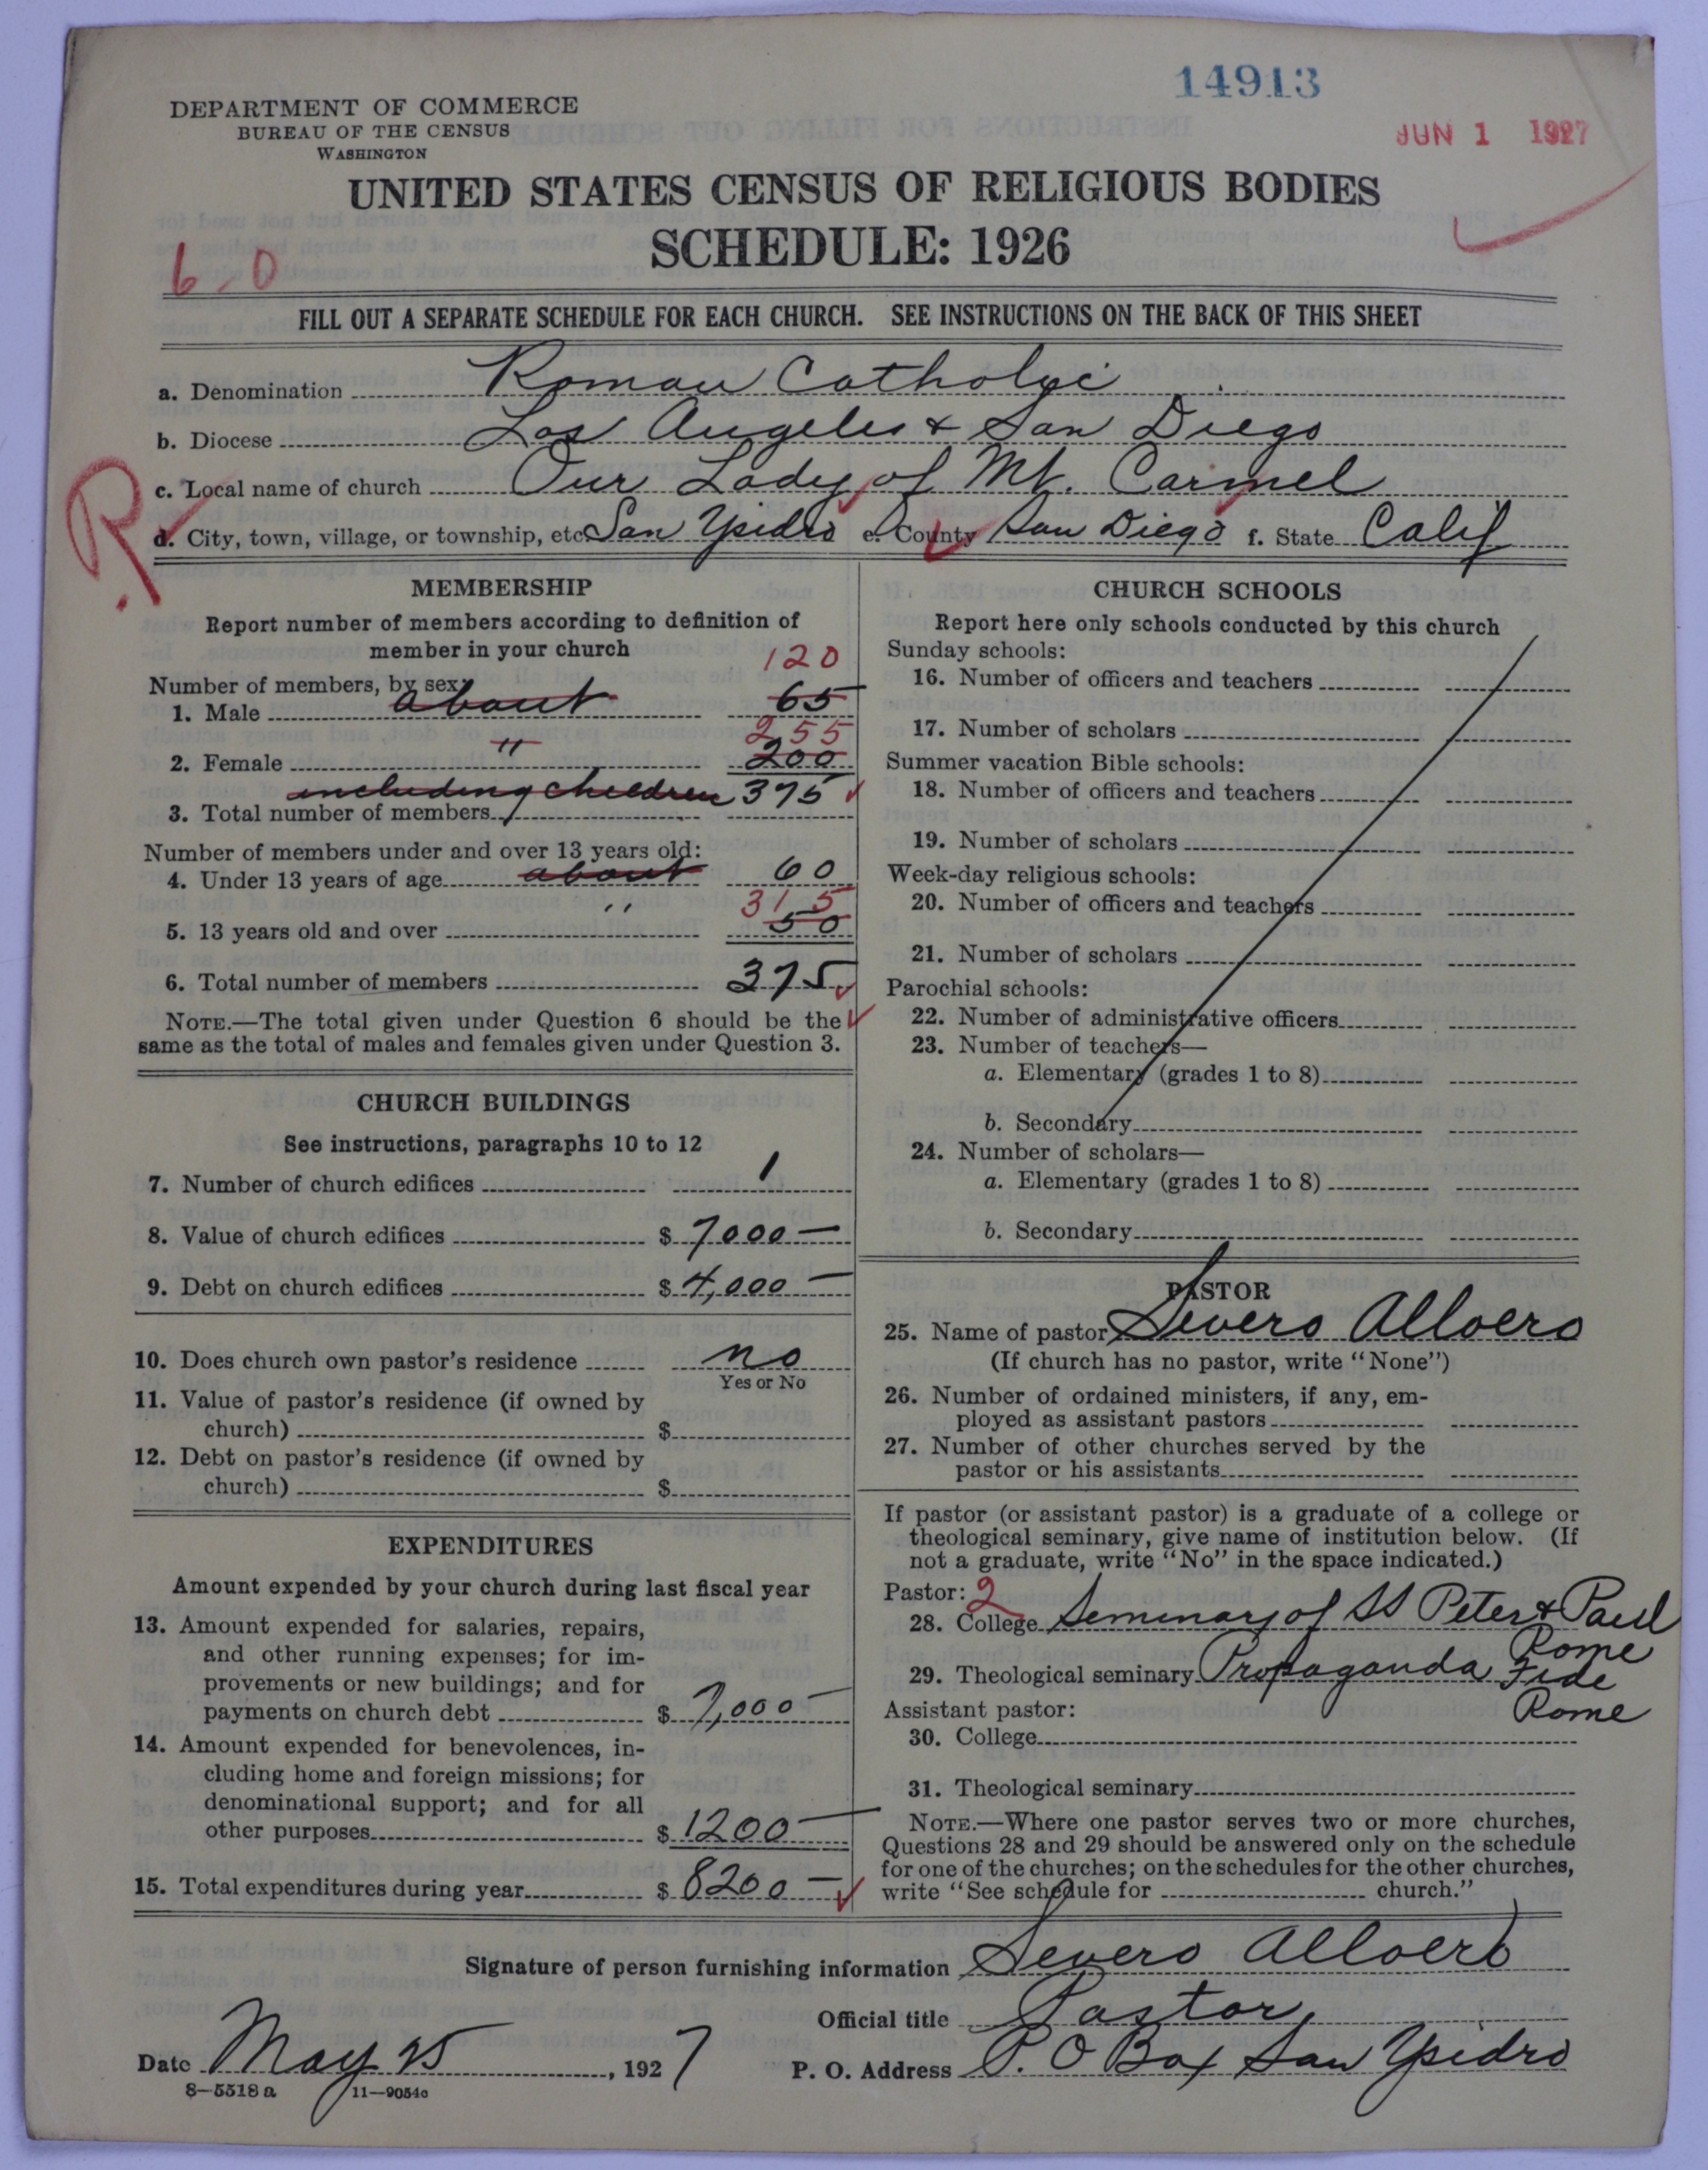 14913
JUN 1 1927
DEPARTMENT OF COMMERCE
BUREAU OF THE CENSUS
WASHINGTON
UNITED STATES CENSUS OF RELIGIOUS BODIES
SCHEDULE: 1926
6-0
FILL OUT A SEPARATE SCHEDULE FOR EACH CHURCH. SEE INSTRUCTIONS ON THE BACK OF THIS SHEET
a. Denomination Roman Catholic
b. Diocese Los Angeles & San Diego
R
c. Local name of church Our Lady of Mt. Carmel
d. City, town, village, or township, etc. San Ysidro e. County San Diego f. State Calif
MEMBERSHIP
Report number of members according to definition of
member in your church
120
Number of members, by sex:
1. Male about 65
255
2. Female " 200
including children 375
3. Total number of members
Number of members under and over 13 years old:
4. Under 13 years of age about 60
" 315
5. 13 years old and over 50
6. Total number of members 375
NOTE.—The total given under Question 6 should be the
same as the total of males and females given under Question 3.
CHURCH BUILDINGS
See instructions, paragraphs 10 to 12
7. Number of church edifices 1
8. Value of church edifices $ 7000—
9. Debt on church edifices $ 4,000—
10. Does church own pastor's residence no
Yes or No
11. Value of pastor's residence (if owned by
church) $
12. Debt on pastor's residence (if owned by
church) $
EXPENDITURES
Amount expended by your church during last fiscal year
13. Amount expended for salaries, repairs,
and other running expenses; for im-
provements or new buildings; and for
payments on church debt $ 7,000—
14. Amount expended for benevolences, in-
cluding home and foreign missions; for
denominational support; and for all
other purposes $ 1200—
15. Total expenditures during year $ 8200—
CHURCH SCHOOLS
Report here only schools conducted by this church
Sunday schools:
16. Number of officers and teachers
17. Number of scholars
Summer vacation Bible schools:
18. Number of officers and teachers
19. Number of scholars
Week-day religious schools:
20. Number of officers and teachers
21. Number of scholars
Parochial schools:
22. Number of administrative officers
23. Number of teachers—
a. Elementary (grades 1 to 8)
b. Secondary
24. Number of scholars—
a. Elementary (grades 1 to 8)
b. Secondary
PASTOR
25. Name of pastor Severo Alloero
(If church has no pastor, write "None")
26. Number of ordained ministers, if any, em-
ployed as assistant pastors
27. Number of other churches served by the
pastor or his assistants
If pastor (or assistant pastor) is a graduate of a college or
theological seminary, give name of institution below. (If
not a graduate, write "No" in the space indicated.)
Pastor: 2
28. College Seminary of SS Peter & Paul
Rome
29. Theological seminary Propaganda Fide
Assistant pastor: Rome
30. College
31. Theological seminary
NOTE.—Where one pastor serves two or more churches,
Questions 28 and 29 should be answered only on the schedule
for one of the churches; on the schedules for the other churches,
write "See schedule for church."
Signature of person furnishing information Severo Alloero
Official title Pastor
Date May 25, 1927 P. O. Address P. O Box San Ysidro
8—5518 a 11—9054c